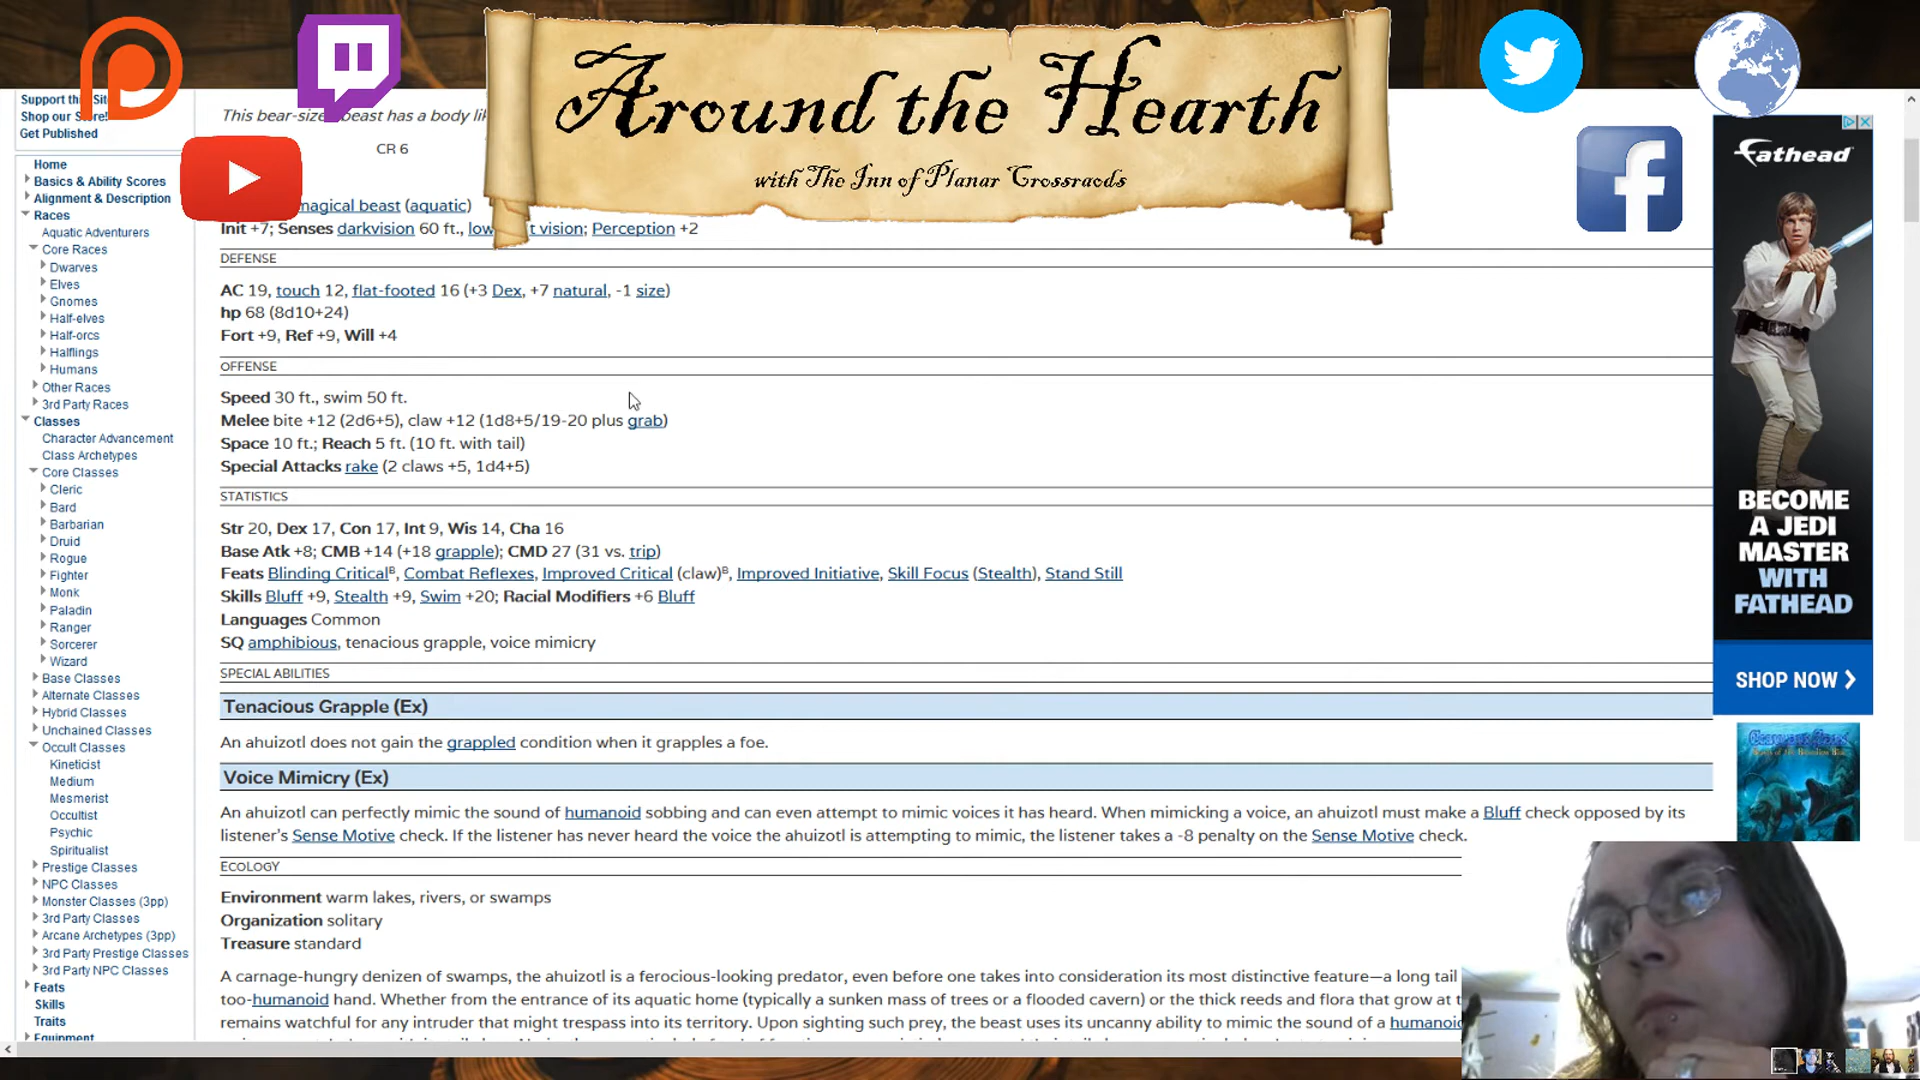 Around the Hearth
with The Inn of Planar Crossraods
Support th Sit
Shop our S re!
Get Published
Home
Basics & Ability Scores
Alignment & Description
Races
Aquatic Adventurers
Core Races
Dwarves
Elves
Gnomes
Half-elves
Half-orcs
Halflings
Humans
Other Races
3rd Party Races
Classes
Character Advancement
Class Archetypes
Core Classes
Cleric
Bard
Barbarian
Druid
Rogue
Fighter
Monk
Paladin
Ranger
Sorcerer
Wizard
Base Classes
Alternate Classes
Hybrid Classes
Unchained Classes
Occult Classes
Kineticist
Medium
Mesmerist
Occultist
Psychic
Spiritualist
Prestige Classes
NPC Classes
Monster Classes (3pp)
3rd Party Classes
Arcane Archetypes (3pp)
3rd Party Prestige Classes
3rd Party NPC Classes
Feats
Skills
Traits
Equipment
This bear-size beast has a body li
CR 6
magical beast (aquatic)
Init +7; Senses darkvision 60 ft., low t vision; Perception +2
DEFENSE
AC 19, touch 12, flat-footed 16 (+3 Dex, +7 natural, -1 size)
hp 68 (8d10+24)
Fort +9, Ref +9, Will +4
OFFENSE
Speed 30 ft., swim 50 ft.
Melee bite +12 (2d6+5), claw +12 (1d8+5/19-20 plus grab)
Space 10 ft.; Reach 5 ft. (10 ft. with tail)
Special Attacks rake (2 claws +5, 1d4+5)
STATISTICS
Str 20, Dex 17, Con 17, Int 9, Wis 14, Cha 16
Base Atk +8; CMB +14 (+18 grapple); CMD 27 (31 vs. trip)
Feats Blinding Critical^B, Combat Reflexes, Improved Critical (claw)^B, Improved Initiative, Skill Focus (Stealth), Stand Still
Skills Bluff +9, Stealth +9, Swim +20; Racial Modifiers +6 Bluff
Languages Common
SQ amphibious, tenacious grapple, voice mimicry
SPECIAL ABILITIES
Tenacious Grapple (Ex)
An ahuizotl does not gain the grappled condition when it grapples a foe.
Voice Mimicry (Ex)
An ahuizotl can perfectly mimic the sound of humanoid sobbing and can even attempt to mimic voices it has heard. When mimicking a voice, an ahuizotl must make a Bluff check opposed by its
listener's Sense Motive check. If the listener has never heard the voice the ahuizotl is attempting to mimic, the listener takes a -8 penalty on the Sense Motive check.
ECOLOGY
Environment warm lakes, rivers, or swamps
Organization solitary
Treasure standard
A carnage-hungry denizen of swamps, the ahuizotl is a ferocious-looking predator, even before one takes into consideration its most distinctive feature—a long tail
too-humanoid hand. Whether from the entrance of its aquatic home (typically a sunken mass of trees or a flooded cavern) or the thick reeds and flora that grow at t
remains watchful for any intruder that might trespass into its territory. Upon sighting such prey, the beast uses its uncanny ability to mimic the sound of a humanoi
fathead
BECOME
A JEDI
MASTER
WITH
FATHEAD
SHOP NOW